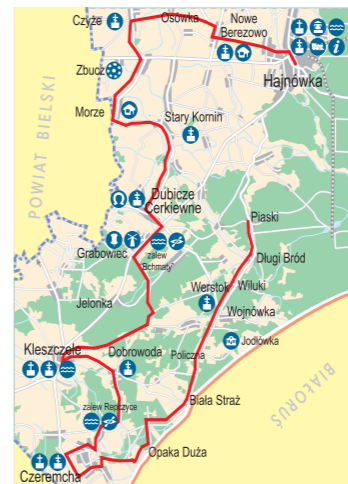 Czyże
Osówka
Nowe
Berezowo
Hajnówka
Zbucz
Morze
Stary Kornin
POWIAT BIELSKI
Dubicze
Cerkiewne
Piaski
Grabowiec
zalew
'Bchmaty'
Długi Bród
Jelonka
Werstok
Wiluki
Wojnówka
Kleszczele
Dobrowoda
Policzna
Jodłówka
BIAŁORUŚ
zalew Repczyce
Biała Straż
Opaka Duża
Czeremcha